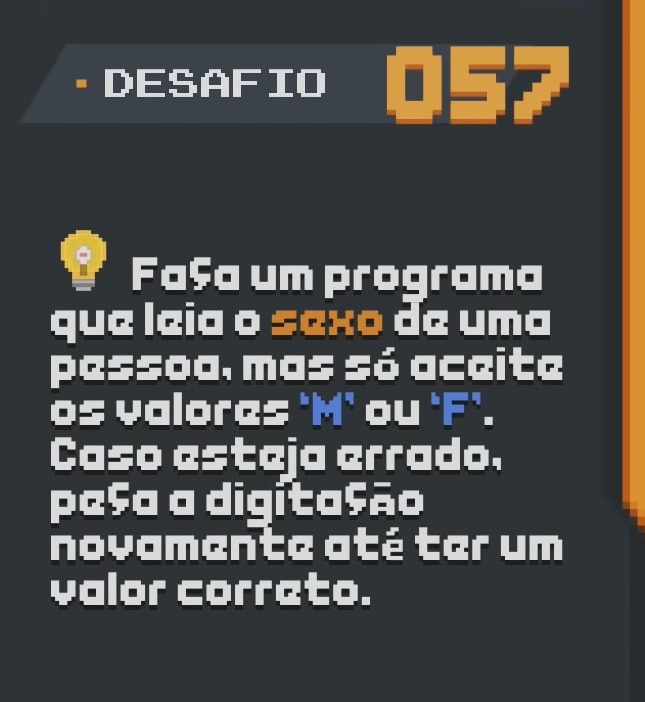 DESAFIO 057
Faça um programa
que leia o sexo de uma
pessoa, mas só aceite
os valores 'M' ou 'F'.
Caso esteja errado,
peça a digitação
novamente até ter um
valor correto.